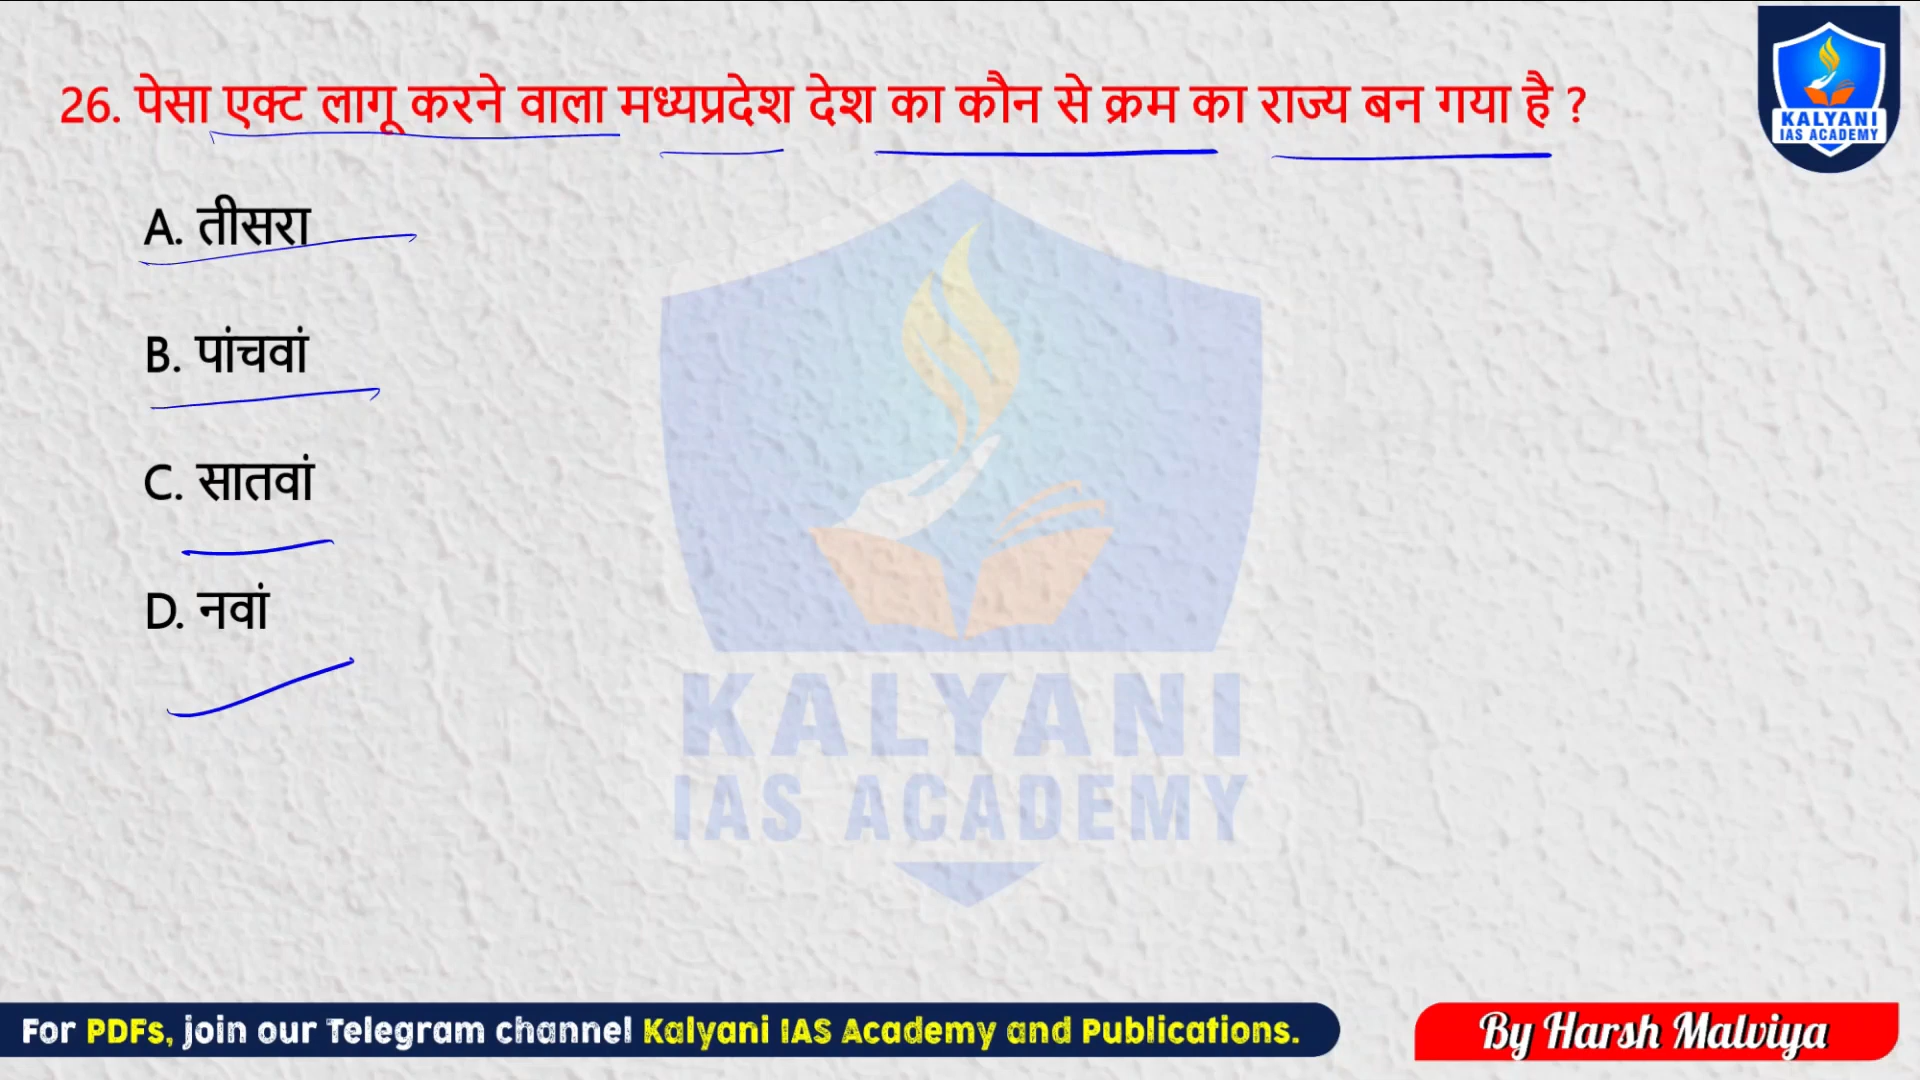 26. पेसा एक्ट लागू करने वाला मध्यप्रदेश देश का कौन से क्रम का राज्य बन गया है ?
A. तीसरा
B. पांचवां
C. सातवां
D. नवां
KALYANI
IAS ACADEMY
KALYANI
IAS ACADEMY
For PDFs, join our Telegram channel Kalyani IAS Academy and Publications.
By Harsh Malviya